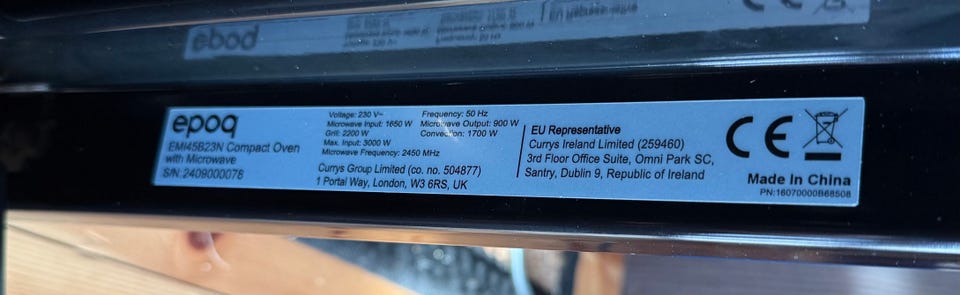 epoq
EMI45B23N Compact Oven
with Microwave
S/N: 2409000078
Voltage: 230 V~
Microwave Input: 1650 W
Grill: 2200 W
Max. Input: 3000 W
Microwave Frequency: 2450 MHz
Frequency: 50 Hz
Microwave Output: 900 W
Convection: 1700 W
Currys Group Limited (co. no. 504877)
1 Portal Way, London, W3 6RS, UK
EU Representative
Currys Ireland Limited (259460)
3rd Floor Office Suite, Omni Park SC,
Santry, Dublin 9, Republic of Ireland
CE
Made in China
PN:16070000B68508